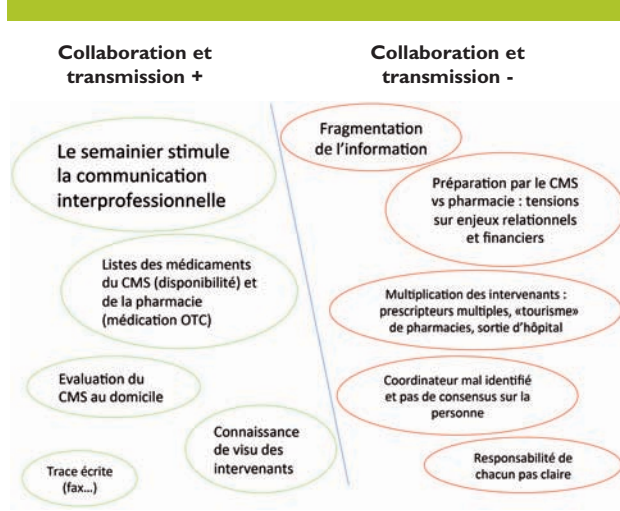 Collaboration et
transmission +
Le semainier stimule
la communication
interprofessionnelle
Listes des médicaments
du CMS (disponibilité) et
de la pharmacie
(médication OTC)
Evaluation du
CMS au domicile
Connaissance
de visu des
intervenants
Trace écrite
(fax...)
Collaboration et
transmission -
Fragmentation
de l'information
Préparation par le CMS
vs pharmacie : tensions
sur enjeux relationnels
et financiers
Multiplication des intervenants :
prescripteurs multiples, «tourisme»
de pharmacies, sortie d'hôpital
Coordinateur mal identifié
et pas de consensus sur la
personne
Responsabilité de
chacun pas claire